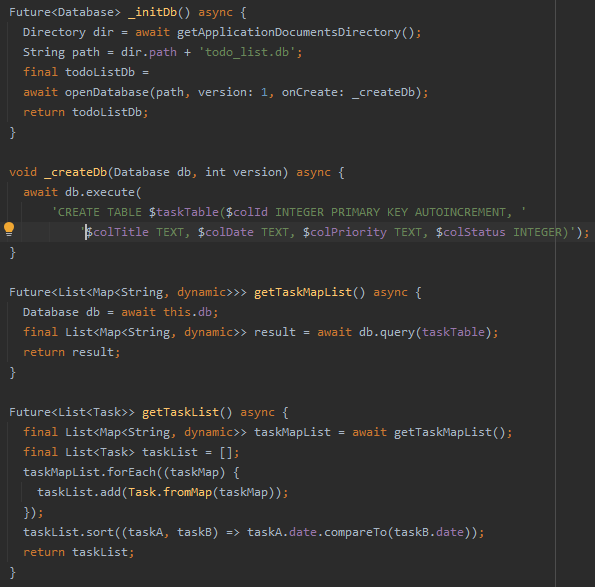 Future<Database> _initDb() async {
Directory dir = await getApplicationDocumentsDirectory();
String path = dir.path + 'todo_list.db';
final todoListDb =
await openDatabase(path, version: 1, onCreate: _createDb);
return todoListDb;
}
void _createDb(Database db, int version) async {
await db.execute(
'CREATE TABLE $taskTable($colId INTEGER PRIMARY KEY AUTOINCREMENT, '
'$colTitle TEXT, $colDate TEXT, $colPriority TEXT, $colStatus INTEGER)');
}
Future<List<Map<String, dynamic>>> getTaskMapList() async {
Database db = await this.db;
final List<Map<String, dynamic>> result = await db.query(taskTable);
return result;
}
Future<List<Task>> getTaskList() async {
final List<Map<String, dynamic>> taskMapList = await getTaskMapList();
final List<Task> taskList = [];
taskMapList.forEach((taskMap) {
taskList.add(Task.fromMap(taskMap));
});
taskList.sort((taskA, taskB) => taskA.date.compareTo(taskB.date));
return taskList;
}